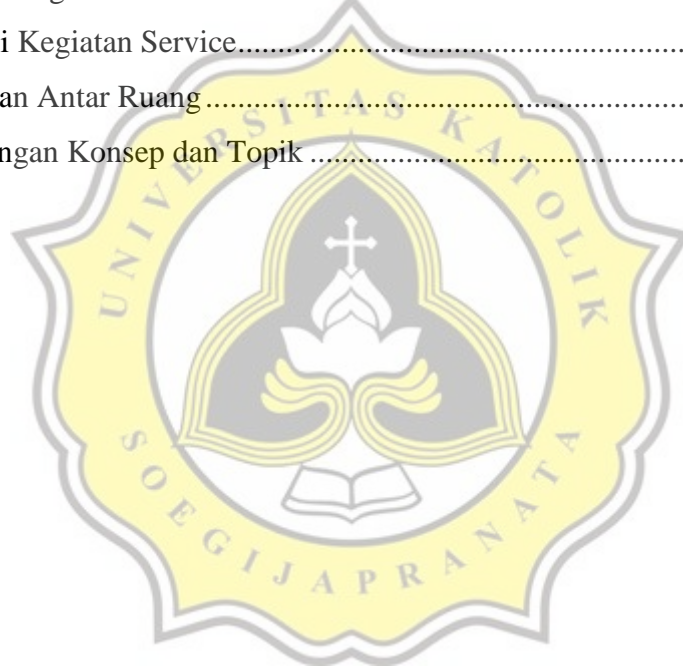 i Kegiatan Service....................................................................
an Antar Ruang..........................................................................
ngan Konsep dan Topik............................................................
UNIVERSITAS KATOLIK
SOEGIJAPRANATA